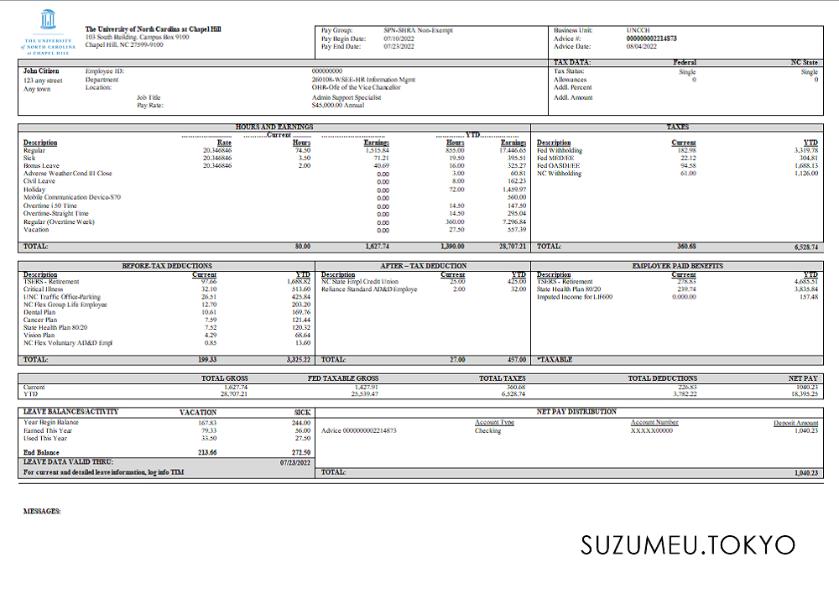 THE UNIVERSITY
of NORTH CAROLINA
at CHAPEL HILL
The University of North Carolina at Chapel Hill
103 South Building, Campus Box 9100
Chapel Hill, NC 27599-9100
Pay Group: SPN-SHRA Non-Exempt
Pay Begin Date: 07/10/2022
Pay End Date: 07/23/2022
Business Unit: UNCCH
Advice #: 000000002214873
Advice Date: 08/04/2022
John Citizen
123 any street
Any town
Employee ID: 000000000
Department
Location: OHR-Ofc of the Vice Chancellor
Job Title Admin Support Specialist
Pay Rate: $45,000.00 Annual
TAX DATA: Federal NC State
Tax Status: Single Single
Allowances 0 0
Addl. Percent
Addl. Amount
HOURS AND EARNINGS
Current YTD
Description Rate Hours Earnings Hours Earnings
Regular 20.346846 74.50 1,515.84 855.00 17,446.65
Sick 20.346846 3.50 71.21 19.50 395.51
Bonus Leave 20.346846 2.00 40.69 16.00 325.27
Adverse Weather Cond III Close 0.00 3.00 60.81
Civil Leave 0.00 8.00 162.23
Holiday 0.00 72.00 1,459.97
Mobile Communication Device-S70 0.00 560.00
Overtime 1.50 Time 0.00 14.50 147.50
Overtime-Straight Time 0.00 14.50 295.04
Regular (Overtime Week) 0.00 360.00 7,296.84
Vacation 0.00 27.50 557.39
TOTAL: 80.00 1,627.74 1,390.00 28,707.21
TAXES
Description Current YTD
Fed Withholding 182.98 3,319.78
Fed MED/EE 22.12 304.81
Fed OASDI/EE 94.58 1,688.13
NC Withholding 61.00 1,126.00
TOTAL: 360.68 6,528.74
BEFORE-TAX DEDUCTIONS
Description Current YTD
TSERS - Retirement 97.66 1,688.82
Critical Illness 32.10 513.60
UNC Traffic Office-Parking 26.51 425.84
NC Flex Group Life Employee 12.70 203.20
Dental Plan 10.61 169.76
Cancer Plan 7.59 121.44
State Health Plan 80/20 7.52 120.32
Vision Plan 4.29 68.64
NC Flex Voluntary AD&D Empl 0.85 13.60
TOTAL: 199.33 3,325.22
AFTER - TAX DEDUCTION
Description Current YTD
NC State Empl Credit Union 25.00 425.00
Reliance Standard AD&D Employe 2.00 32.00
TOTAL: 27.00 457.00
EMPLOYER PAID BENEFITS
Description Current YTD
TSERS - Retirement 278.83 4,685.51
State Health Plan 80/20 239.74 3,835.84
Imputed Income for LIF600 0.000.00 157.48
*TAXABLE
TOTAL GROSS FED TAXABLE GROSS TOTAL TAXES TOTAL DEDUCTIONS NET PAY
Current 1,627.74 1,427.91 360.68 226.83 1040.23
YTD 28,707.21 25,539.47 6,528.74 3,782.22 18,395.25
LEAVE BALANCES/ACTIVITY VACATION SICK
Year Begin Balance 167.83 244.00
Earned This Year 79.33 56.00
Used This Year 33.50 27.50
End Balance 213.66 272.50
LEAVE DATA VALID THRU: 07/23/2022
For current and detailed leave information, log info TIM
NET PAY DISTRIBUTION
Account Type Account Number Deposit Amount
Advice 0000000002214873 Checking XXXXX00000 1,040.23
TOTAL: 1,040.23
MESSAGES:
SUZUMEU.TOKYO